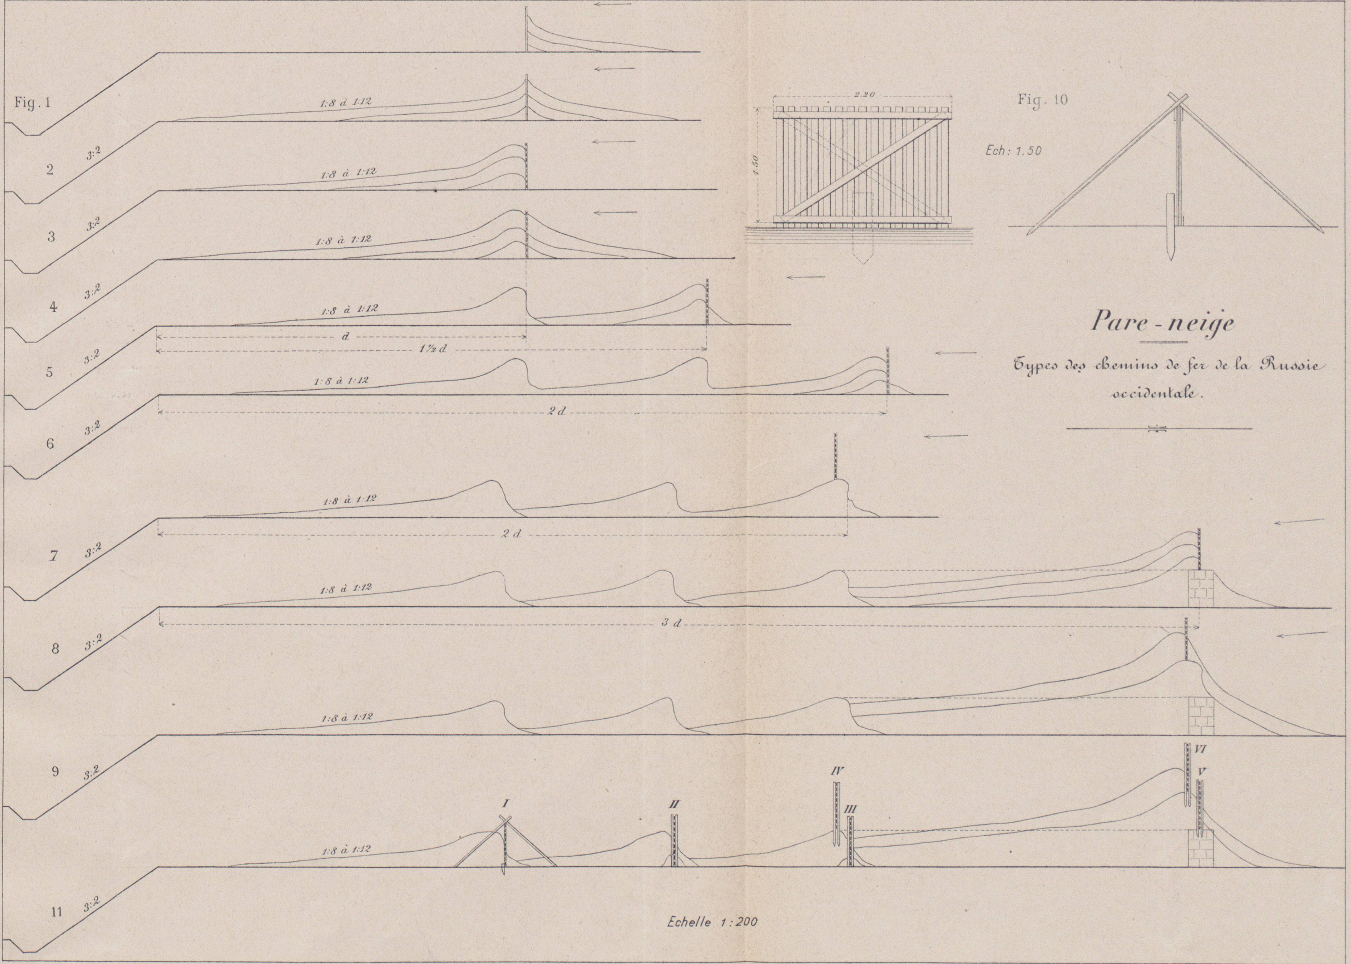 Fig. 1
1:8 à 1:12
3:2
2
1:8 à 1:12
3:2
3
1:8 à 1:12
3:2
4
1:8 à 1:12
3:2
d
1½ d
5
1:8 à 1:12
3:2
2 d
6
1:8 à 1:12
3:2
2 d
7
1:8 à 1:12
3:2
3 d
8
1:8 à 1:12
3:2
9
1:8 à 1:12
3:2
I
II
IV
III
VI
V
11
3:2
Echelle 1:200
2.20
1.50
Fig. 10
Ech: 1.50
Pare-neige
Types des chemins de fer de la Russie
occidentale.